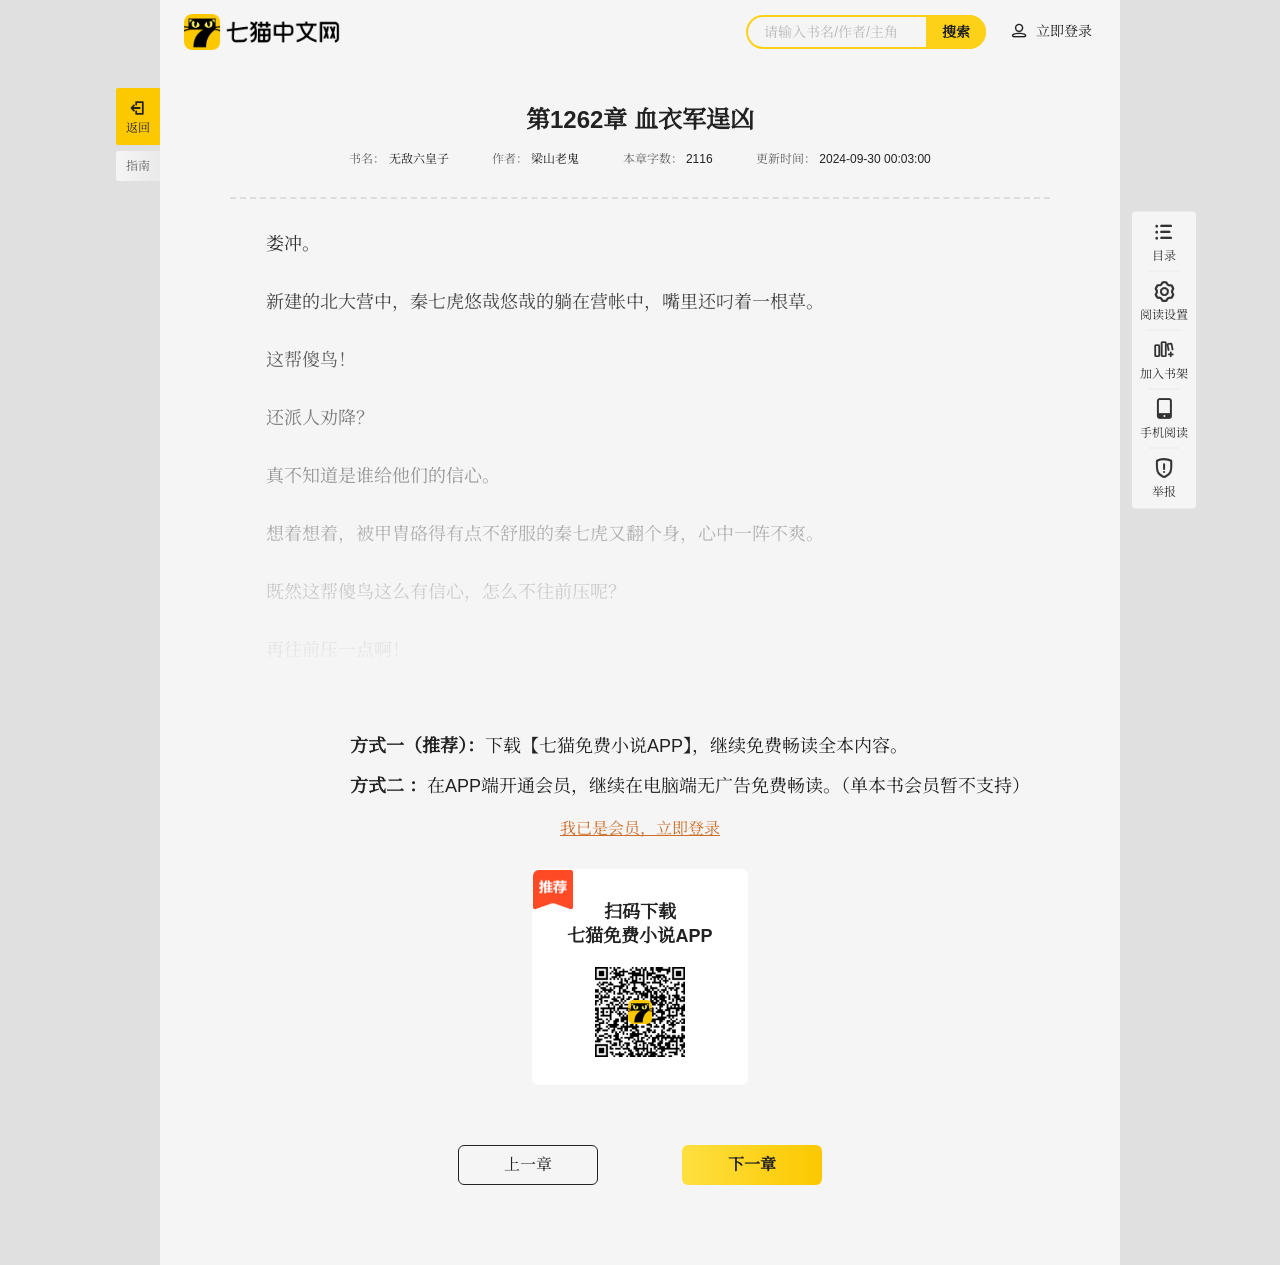 七猫中文网
请输入书名/作者/主角
搜索
立即登录
返回
指南
第1262章 血衣军逞凶
书名： 无敌六皇子 作者： 梁山老鬼 本章字数： 2116 更新时间： 2024-09-30 00:03:00
娄冲。
新建的北大营中，秦七虎悠哉悠哉的躺在营帐中，嘴里还叼着一根草。
这帮傻鸟！
还派人劝降？
真不知道是谁给他们的信心。
想着想着，被甲胄硌得有点不舒服的秦七虎又翻个身，心中一阵不爽。
既然这帮傻鸟这么有信心，怎么不往前压呢？
再往前压一点啊！
目录
阅读设置
加入书架
手机阅读
举报
方式一（推荐）：下载【七猫免费小说APP】，继续免费畅读全本内容。
方式二 ：在APP端开通会员，继续在电脑端无广告免费畅读。（单本书会员暂不支持）
我已是会员，立即登录
推荐
扫码下载
七猫免费小说APP
上一章
下一章